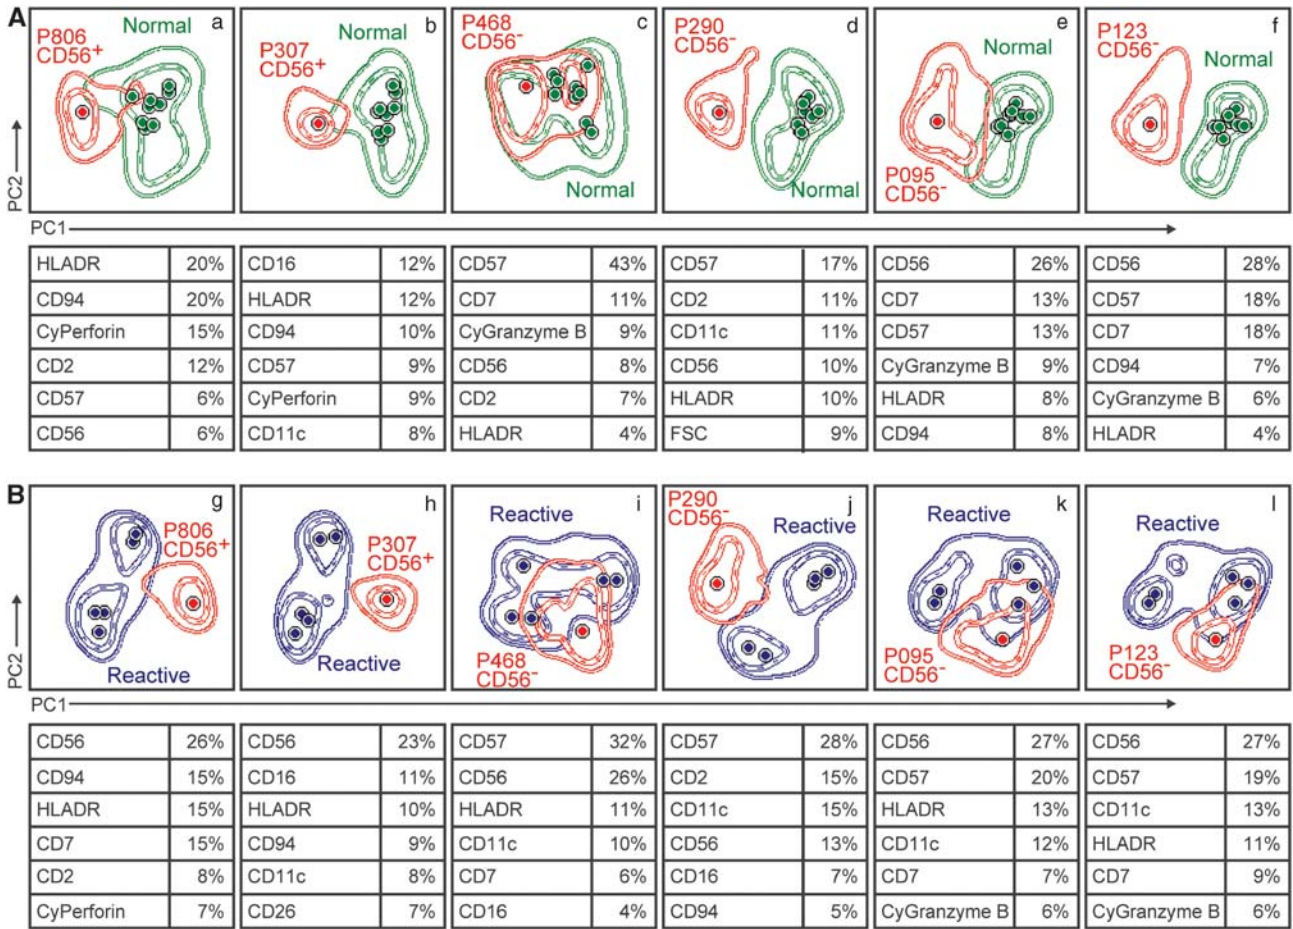 A
a
P806
CD56+
Normal
b
P307
CD56+
Normal
c
P468
CD56-
Normal
d
P290
CD56-
Normal
e
Normal
P095
CD56-
f
P123
CD56-
Normal
PC2
PC1
HLADR 20% CD16 12% CD57 43% CD57 17% CD56 26% CD56 28%
CD94 20% HLADR 12% CD7 11% CD2 11% CD7 13% CD57 18%
CyPerforin 15% CD94 10% CyGranzyme B 9% CD11c 11% CD57 13% CD7 18%
CD2 12% CD57 9% CD56 8% CD56 10% CyGranzyme B 9% CD94 7%
CD57 6% CyPerforin 9% CD2 7% HLADR 10% HLADR 8% CyGranzyme B 6%
CD56 6% CD11c 8% HLADR 4% FSC 9% CD94 8% HLADR 4%
B
g
P806
CD56+
Reactive
h
P307
CD56+
Reactive
i
Reactive
P468
CD56-
j
P290
CD56-
Reactive
k
Reactive
P095
CD56-
l
Reactive
P123
CD56-
PC2
PC1
CD56 26% CD56 23% CD57 32% CD57 28% CD56 27% CD56 27%
CD94 15% CD16 11% CD56 26% CD2 15% CD57 20% CD57 19%
HLADR 15% HLADR 10% HLADR 11% CD11c 15% HLADR 13% CD11c 13%
CD7 15% CD94 9% CD11c 10% CD56 13% CD11c 12% HLADR 11%
CD2 8% CD11c 8% CD7 6% CD16 7% CD7 7% CD7 9%
CyPerforin 7% CD26 7% CD16 4% CD94 5% CyGranzyme B 6% CyGranzyme B 6%